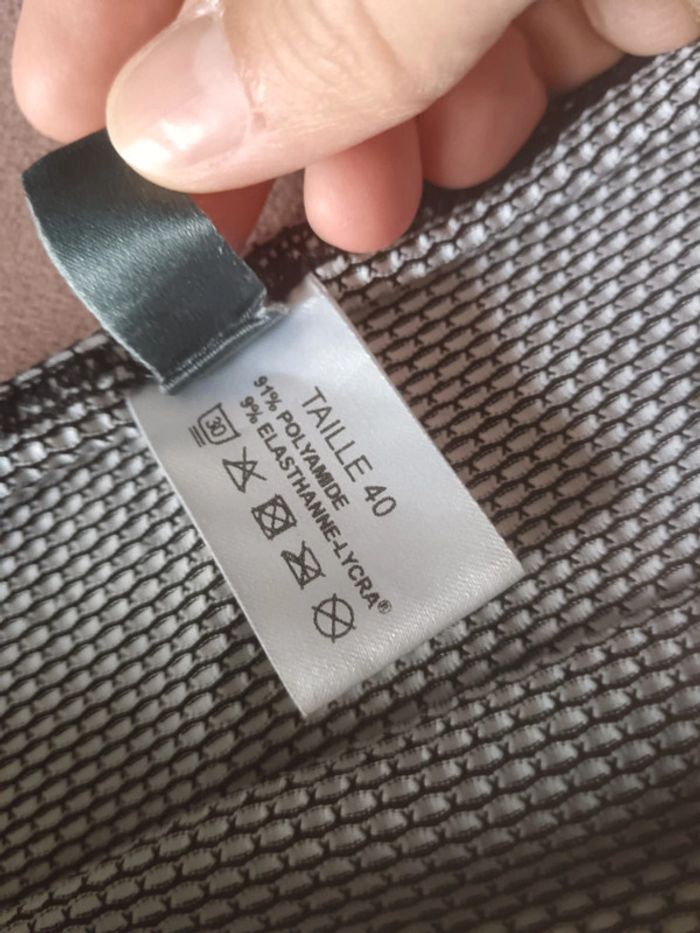 TAILLE 40
91% POLYAMIDE
9% ELASTHANNE-LYCRA®
30